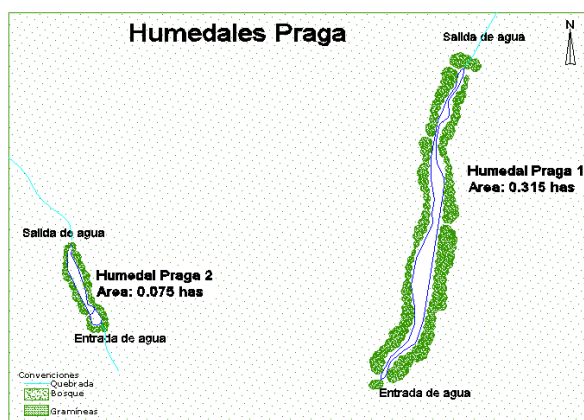 Humedales Praga
N
Salida de agua
Humedal Praga 1
Area: 0.315 has
Salida de agua
Humedal Praga 2
Area: 0.075 has
Entrada de agua
Entrada de agua
Convenciones
Quebrada
Bosque
Gramíneas